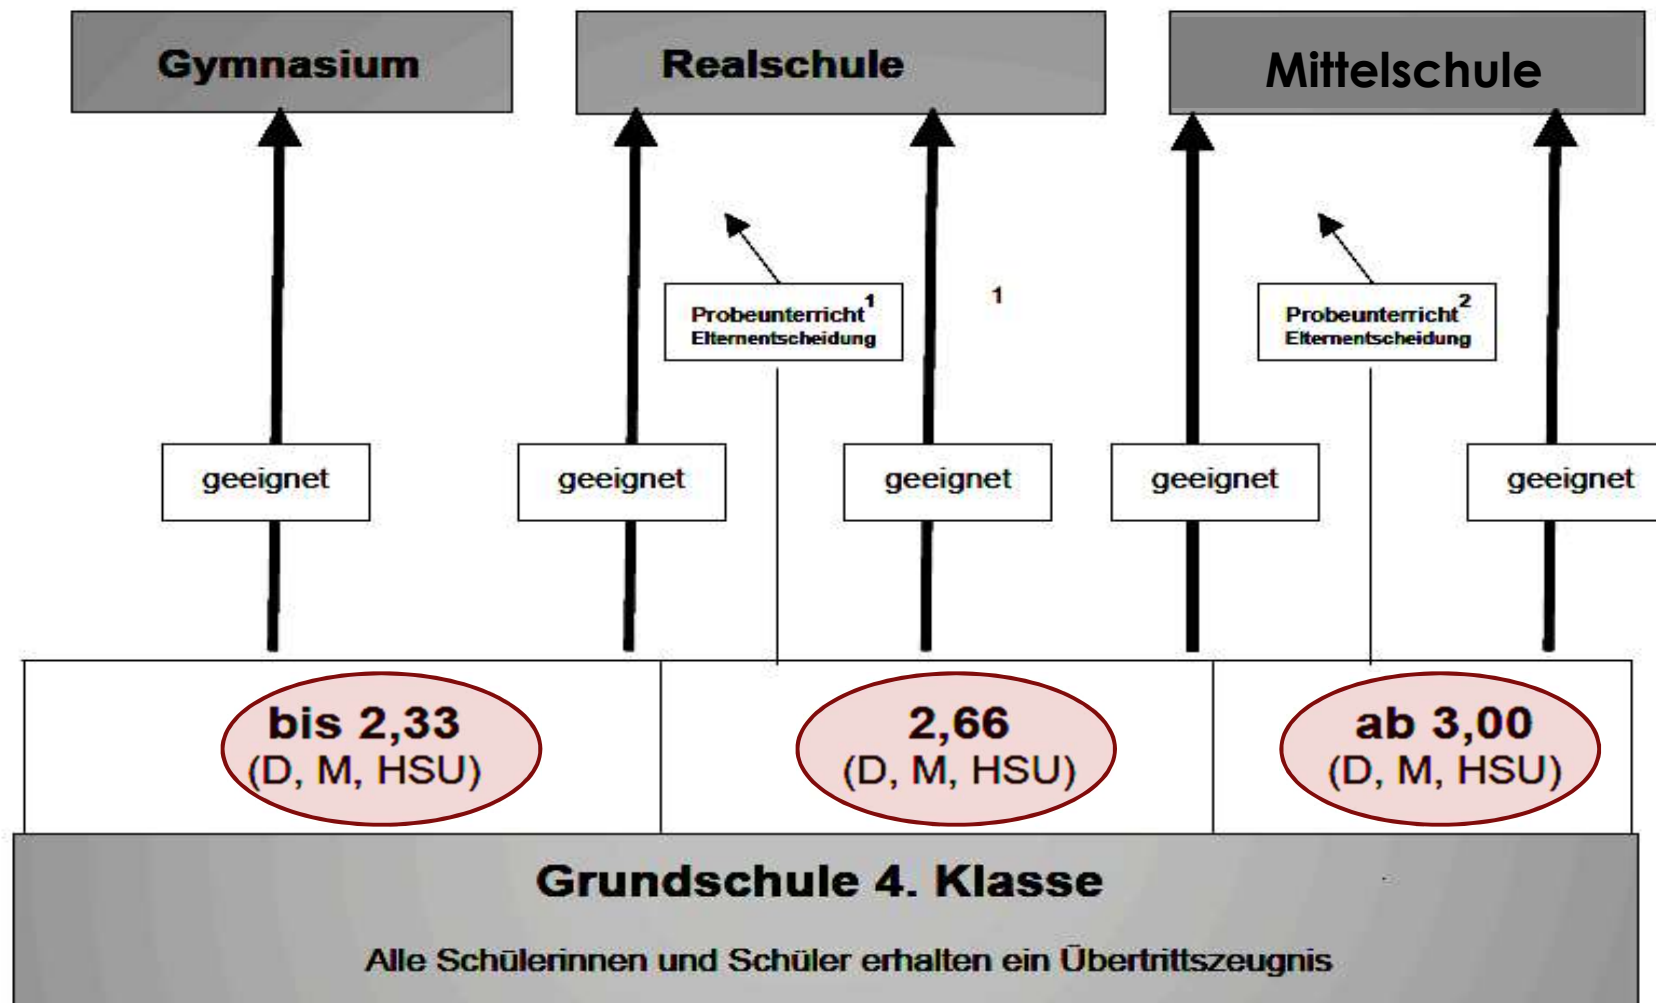 Gymnasium
Realschule
Mittelschule
Probeunterricht1
Elternentscheidung
1
Probeunterricht2
Elternentscheidung
geeignet
geeignet
geeignet
geeignet
geeignet
bis 2,33
(D, M, HSU)
2,66
(D, M, HSU)
ab 3,00
(D, M, HSU)
Grundschule 4. Klasse
Alle Schülerinnen und Schüler erhalten ein Übertrittszeugnis